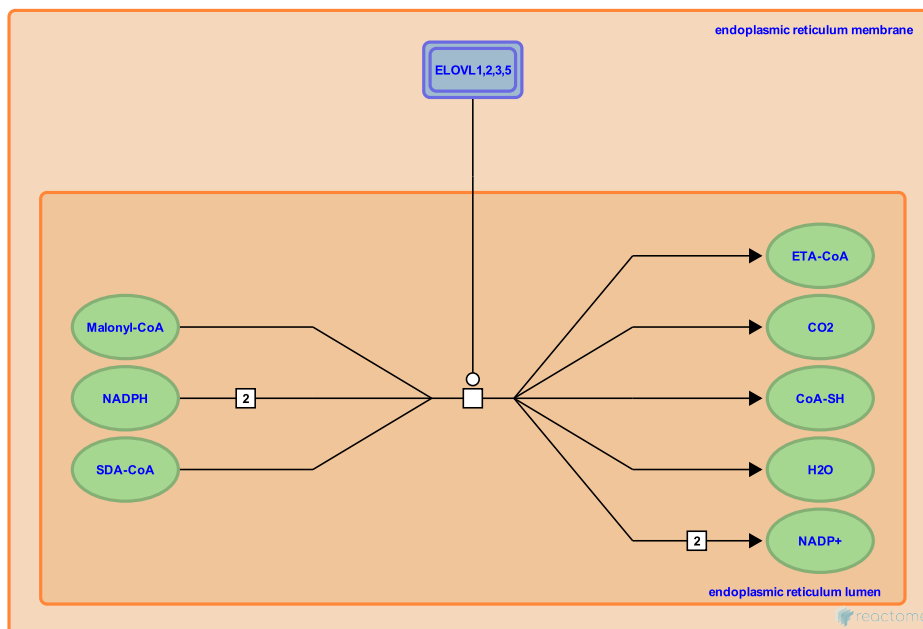 endoplasmic reticulum membrane
ELOVL1,2,3,5
ETA-CoA
Malonyl-CoA
CO2
NADPH
2
CoA-SH
SDA-CoA
H2O
2
NADP+
endoplasmic reticulum lumen
reactome